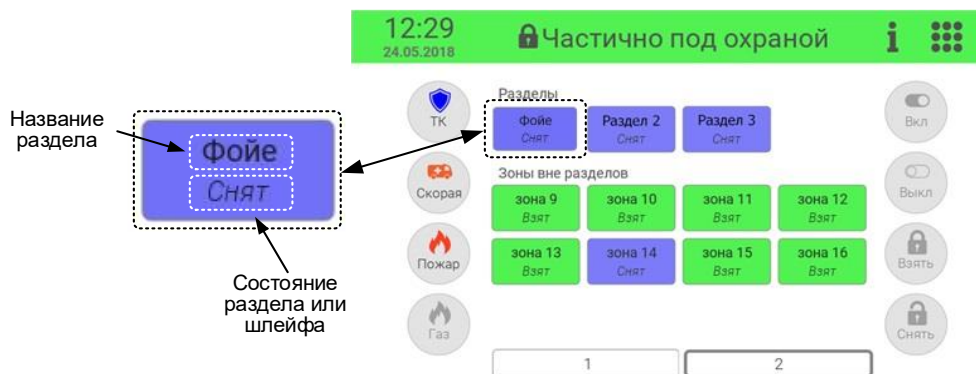 12:29
24.05.2018
Частично под охраной
i
Название
раздела
Фойе
Снят
Состояние
раздела или
шлейфа
ТК
Скорая
Пожар
Газ
Разделы
Фойе Раздел 2 Раздел 3
Снят Снят Снят
Зоны вне разделов
зона 9 зона 10 зона 11 зона 12
Взят Взят Взят Взят
зона 13 зона 14 зона 15 зона 16
Взят Снят Взят Взят
1 2
Вкл
Выкл
Взять
Снять